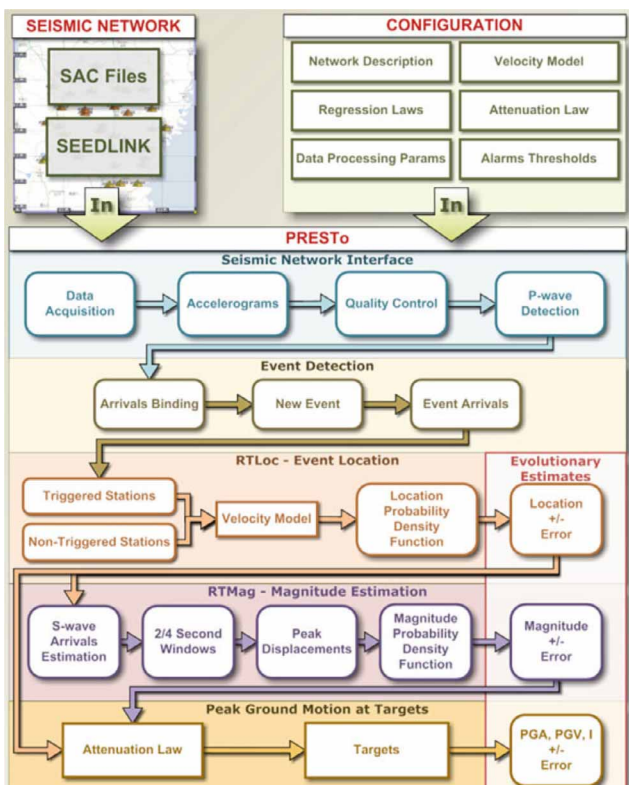 SEISMIC NETWORK
SAC Files
SEEDLINK
In
CONFIGURATION
Network Description
Velocity Model
Regression Laws
Attenuation Law
Data Processing Params
Alarms Thresholds
In
PRESTo
Seismic Network Interface
Data
Acquisition
Accelerograms
Quality Control
P-wave
Detection
Event Detection
Arrivals Binding
New Event
Event Arrivals
RTLoc - Event Location
Evolutionary
Estimates
Triggered Stations
Non-Triggered Stations
Velocity Model
Location
Probability
Density
Function
Location
+/-
Error
RTMag - Magnitude Estimation
S-wave
Arrivals
Estimation
2/4 Second
Windows
Peak
Displacements
Magnitude
Probability
Density
Function
Magnitude
+/-
Error
Peak Ground Motion at Targets
Attenuation Law
Targets
PGA, PGV, I
+/-
Error